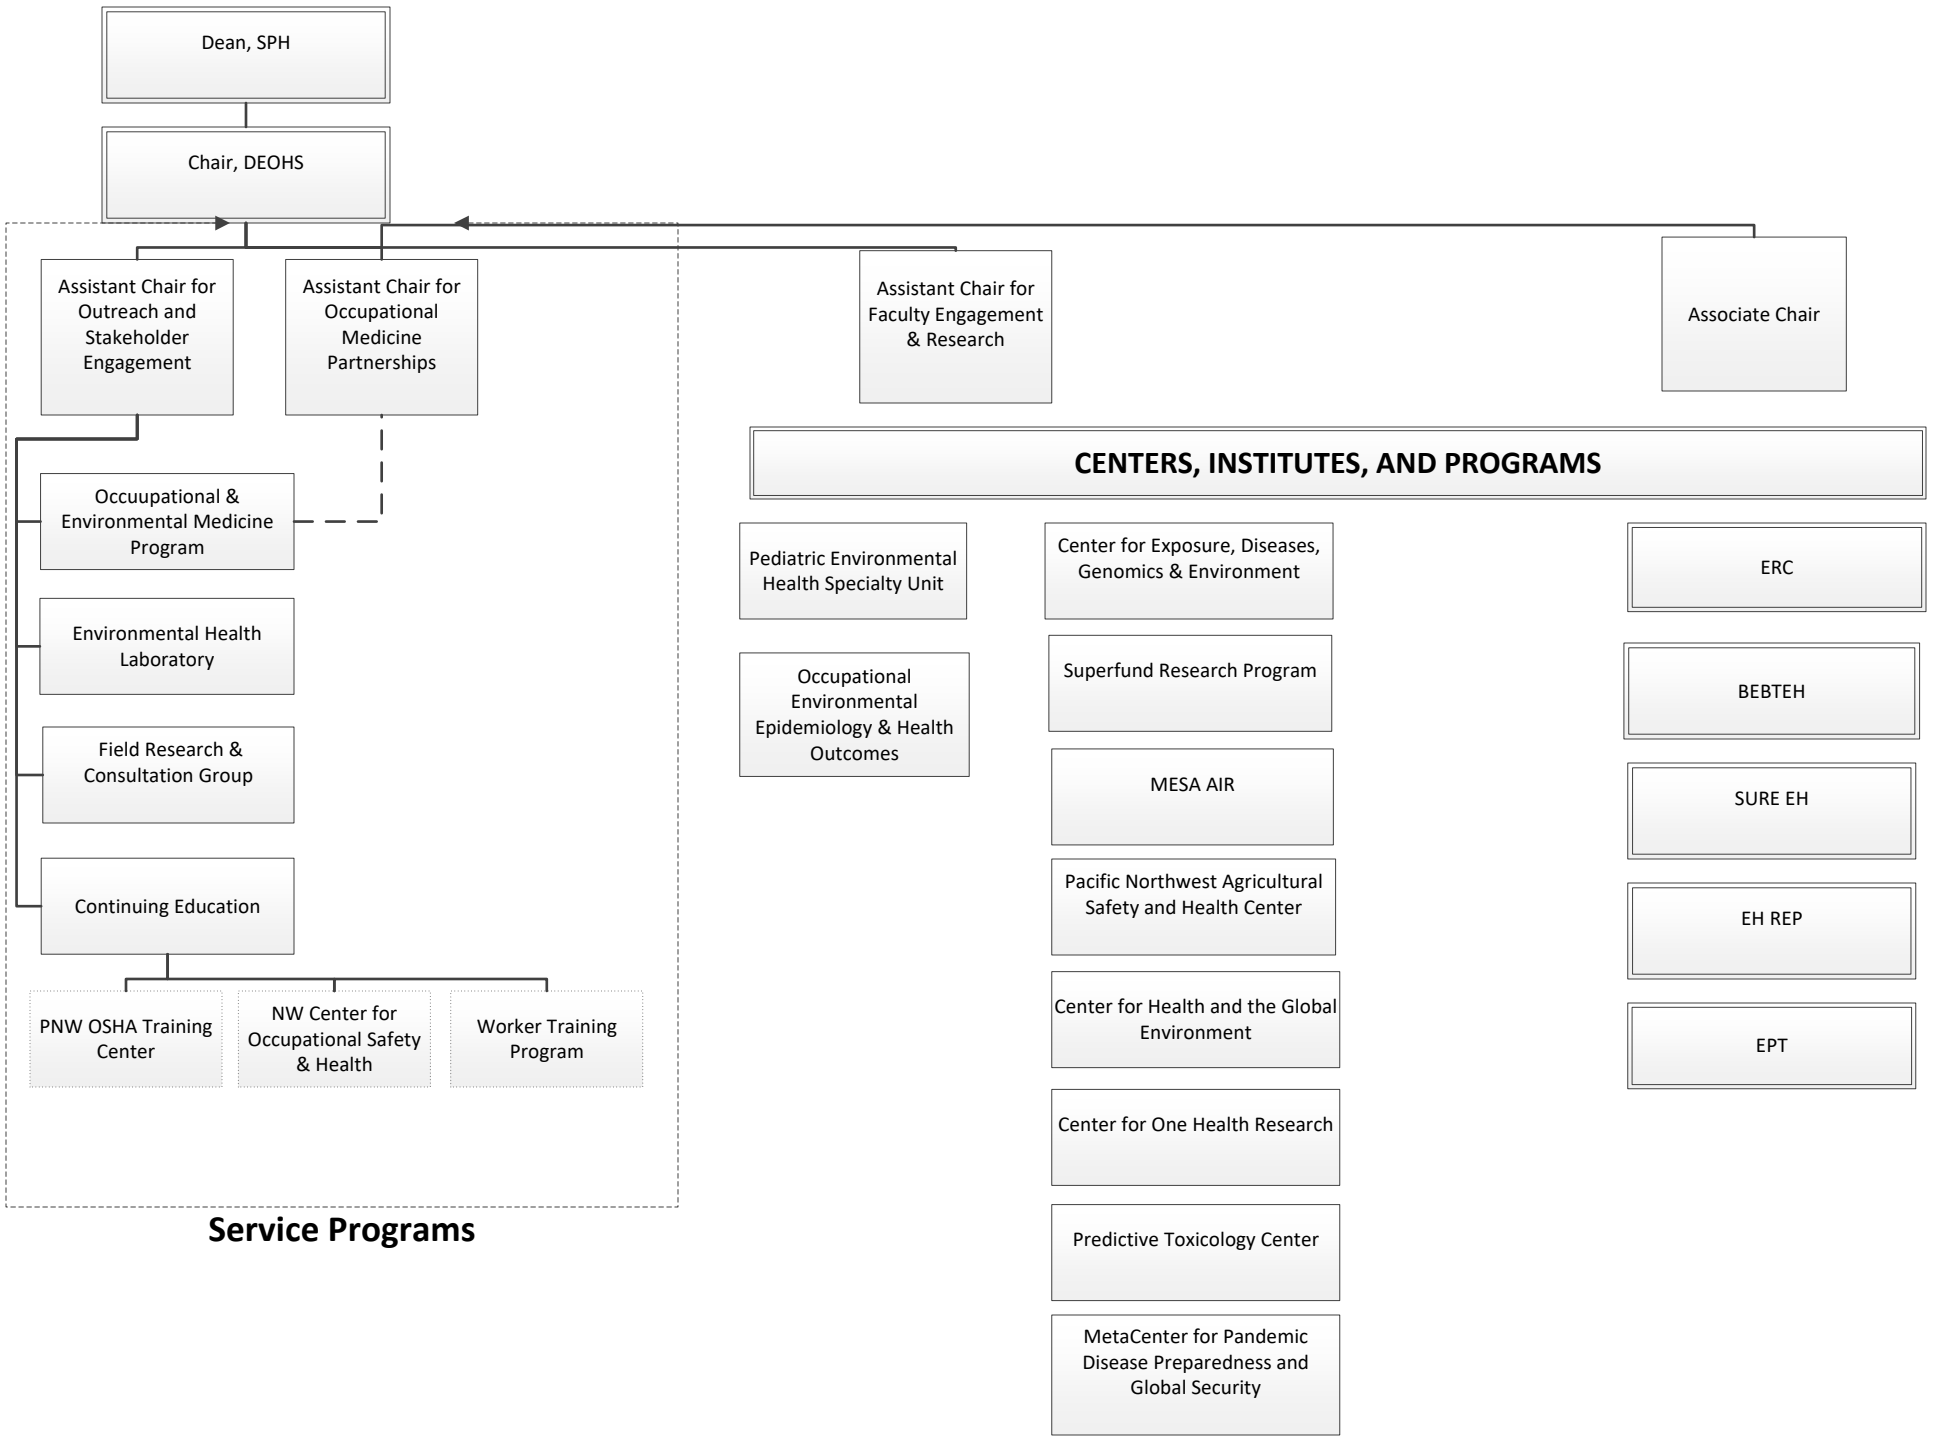 Dean, SPH
Chair, DEOHS
Assistant Chair for
Outreach and
Stakeholder
Engagement
Assistant Chair for
Occupational
Medicine
Partnerships
Assistant Chair for
Faculty Engagement
& Research
Associate Chair
Occuupational &
Environmental Medicine
Program
Environmental Health
Laboratory
Field Research &
Consultation Group
Continuing Education
PNW OSHA Training
Center
NW Center for
Occupational Safety
& Health
Worker Training
Program
Service Programs
CENTERS, INSTITUTES, AND PROGRAMS
Pediatric Environmental
Health Specialty Unit
Occupational
Environmental
Epidemiology & Health
Outcomes
Center for Exposure, Diseases,
Genomics & Environment
Superfund Research Program
MESA AIR
Pacific Northwest Agricultural
Safety and Health Center
Center for Health and the Global
Environment
Center for One Health Research
Predictive Toxicology Center
MetaCenter for Pandemic
Disease Preparedness and
Global Security
ERC
BEBTEH
SURE EH
EH REP
EPT